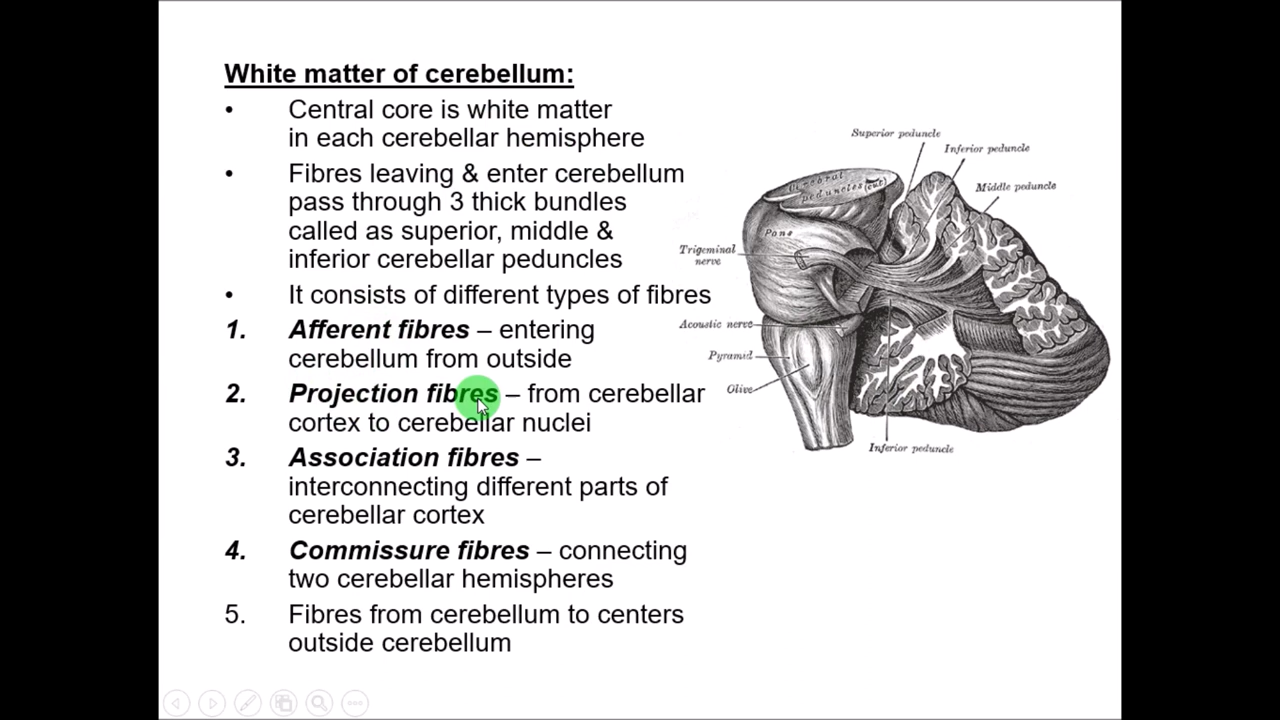 White matter of cerebellum:
• Central core is white matter
in each cerebellar hemisphere
• Fibres leaving & enter cerebellum
pass through 3 thick bundles
called as superior, middle &
inferior cerebellar peduncles
• It consists of different types of fibres
1. Afferent fibres – entering
cerebellum from outside
2. Projection fibres – from cerebellar
cortex to cerebellar nuclei
3. Association fibres –
interconnecting different parts of
cerebellar cortex
4. Commissure fibres – connecting
two cerebellar hemispheres
5. Fibres from cerebellum to centers
outside cerebellum
Superior peduncle
Inferior peduncle
Middle peduncle
Cerebral
peduncles (cut)
Pons
Trigeminal
nerve
Acoustic nerve
Pyramid
Olive
Inferior peduncle